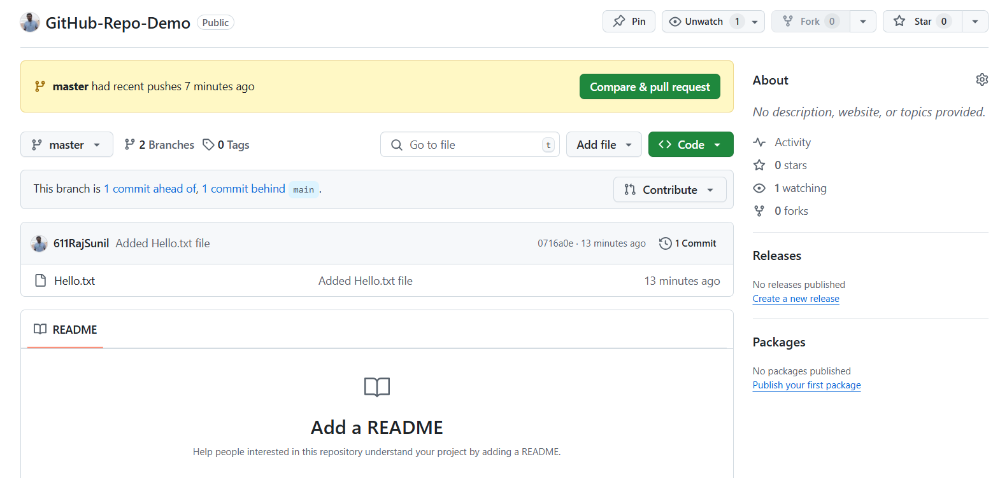 GitHub-Repo-Demo Public
Pin
Unwatch 1
Fork 0
Star 0
master had recent pushes 7 minutes ago
Compare & pull request
master
2 Branches
0 Tags
Go to file
t
Add file
<> Code
This branch is 1 commit ahead of, 1 commit behind main .
Contribute
611RajSunil Added Hello.txt file
0716a0e · 13 minutes ago
1 Commit
Hello.txt
Added Hello.txt file
13 minutes ago
README
Add a README
Help people interested in this repository understand your project by adding a README.
About
No description, website, or topics provided.
Activity
0 stars
1 watching
0 forks
Releases
No releases published
Create a new release
Packages
No packages published
Publish your first package